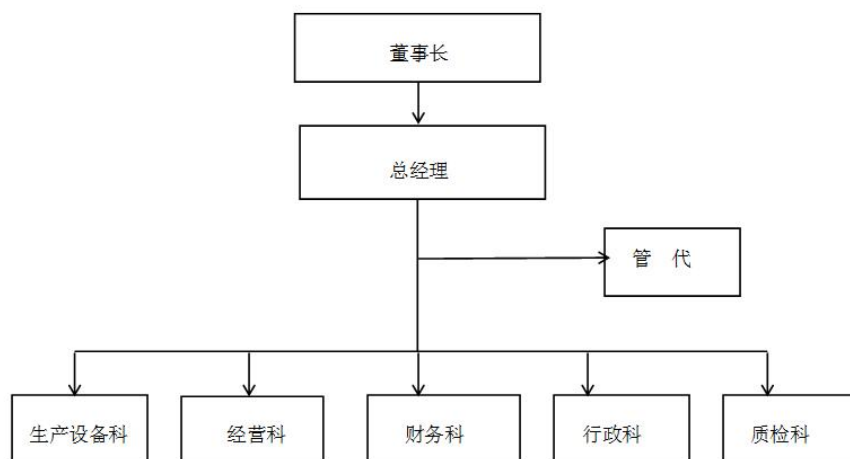 董事长
总经理
管 代
生产设备科
经营科
财务科
行政科
质检科